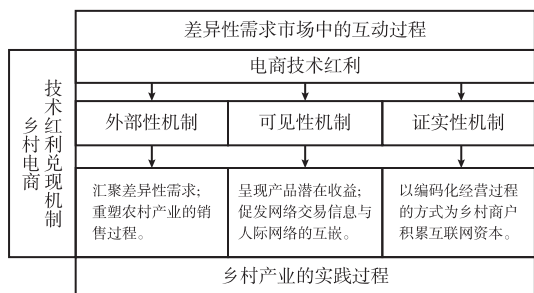 差异性需求市场中的互动过程
乡村电商
技术红利兑现机制
电商技术红利
外部性机制
可见性机制
证实性机制
汇聚差异性需求;
重塑农村产业的销
售过程。
呈现产品潜在收益;
促发网络交易信息与
人际网络的互嵌。
以编码化经营过程
的方式为乡村商户
积累互联网资本。
乡村产业的实践过程